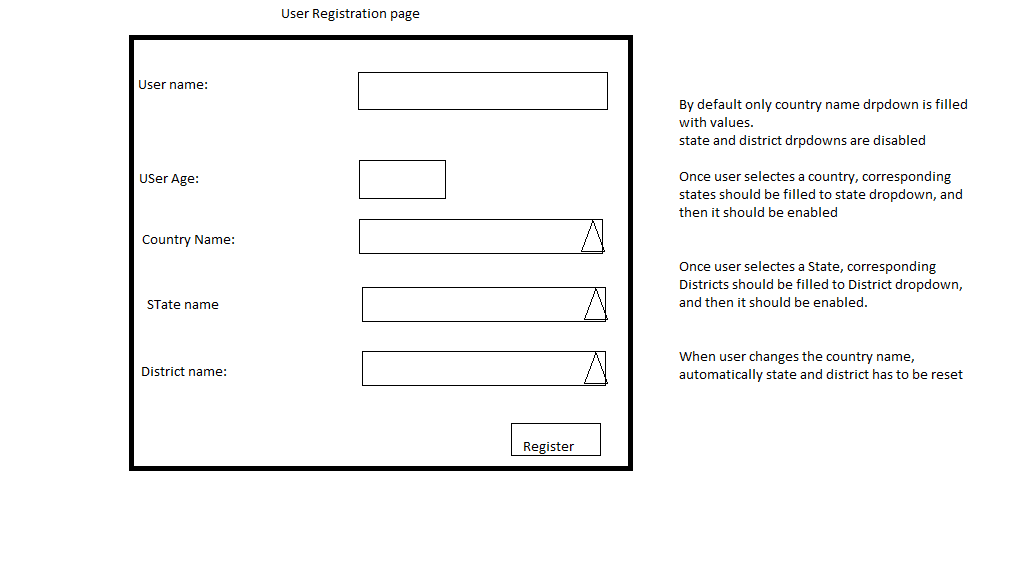 User Registration page
User name:
USer Age:
Country Name:
STate name
District name:
Register
By default only country name drpdown is filled
with values.
state and district drpdowns are disabled
Once user selectes a country, corresponding
states should be filled to state dropdown, and
then it should be enabled
Once user selectes a State, corresponding
Districts should be filled to District dropdown,
and then it should be enabled.
When user changes the country name,
automatically state and district has to be reset